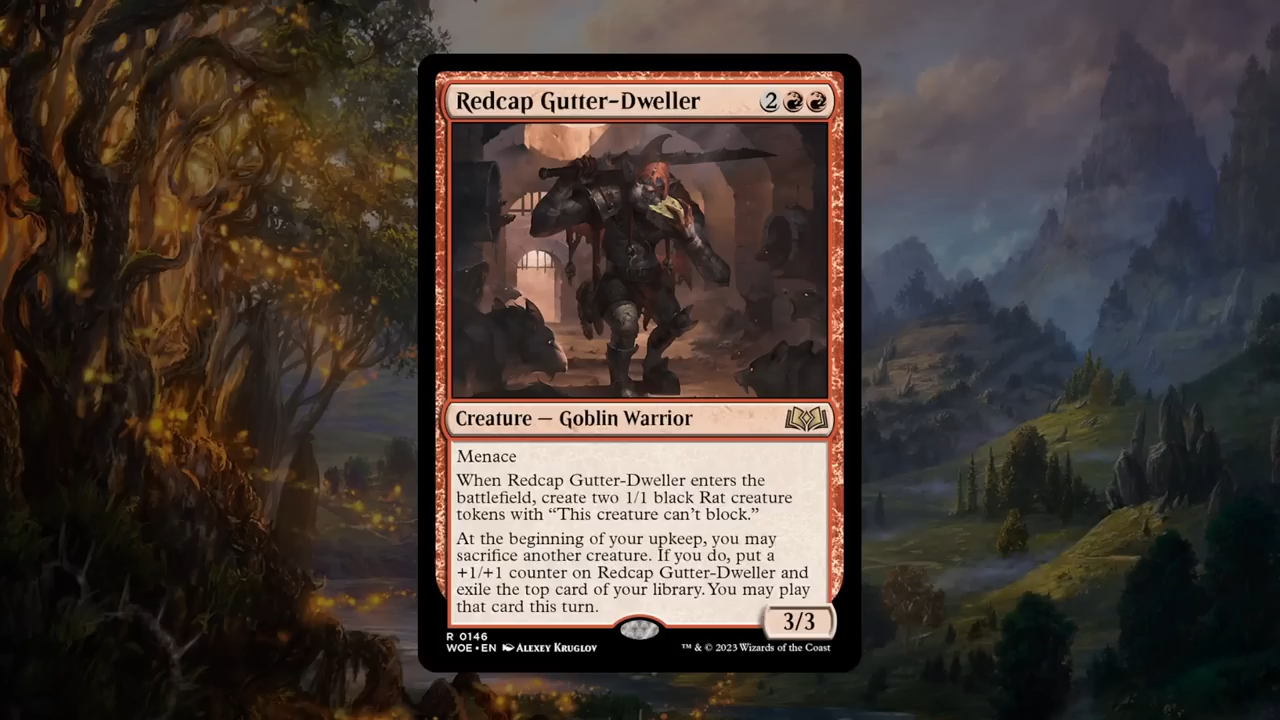 Redcap Gutter-Dweller 2
Creature — Goblin Warrior
Menace
When Redcap Gutter-Dweller enters the
battlefield, create two 1/1 black Rat creature
tokens with “This creature can't block.”
At the beginning of your upkeep, you may
sacrifice another creature. If you do, put a
+1/+1 counter on Redcap Gutter-Dweller and
exile the top card of your library. You may play
that card this turn.
3/3
R 0146
WOE • EN Alexey Kruglov
™ & © 2023 Wizards of the Coast